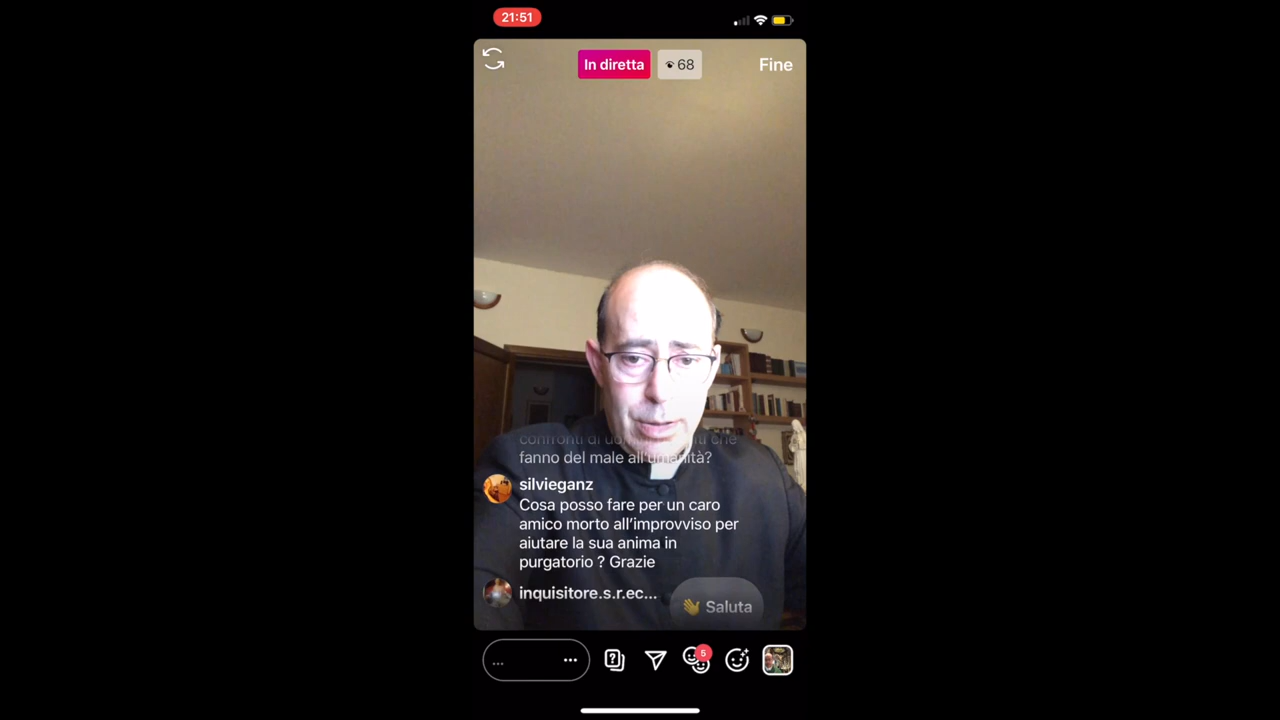 21:51
In diretta
68
Fine
fanno del male all'umanità?
silvieganz
Cosa posso fare per un caro
amico morto all'improvviso per
aiutare la sua anima in
purgatorio ? Grazie
inquisitore.s.r.ec...
👋 Saluta
...
5